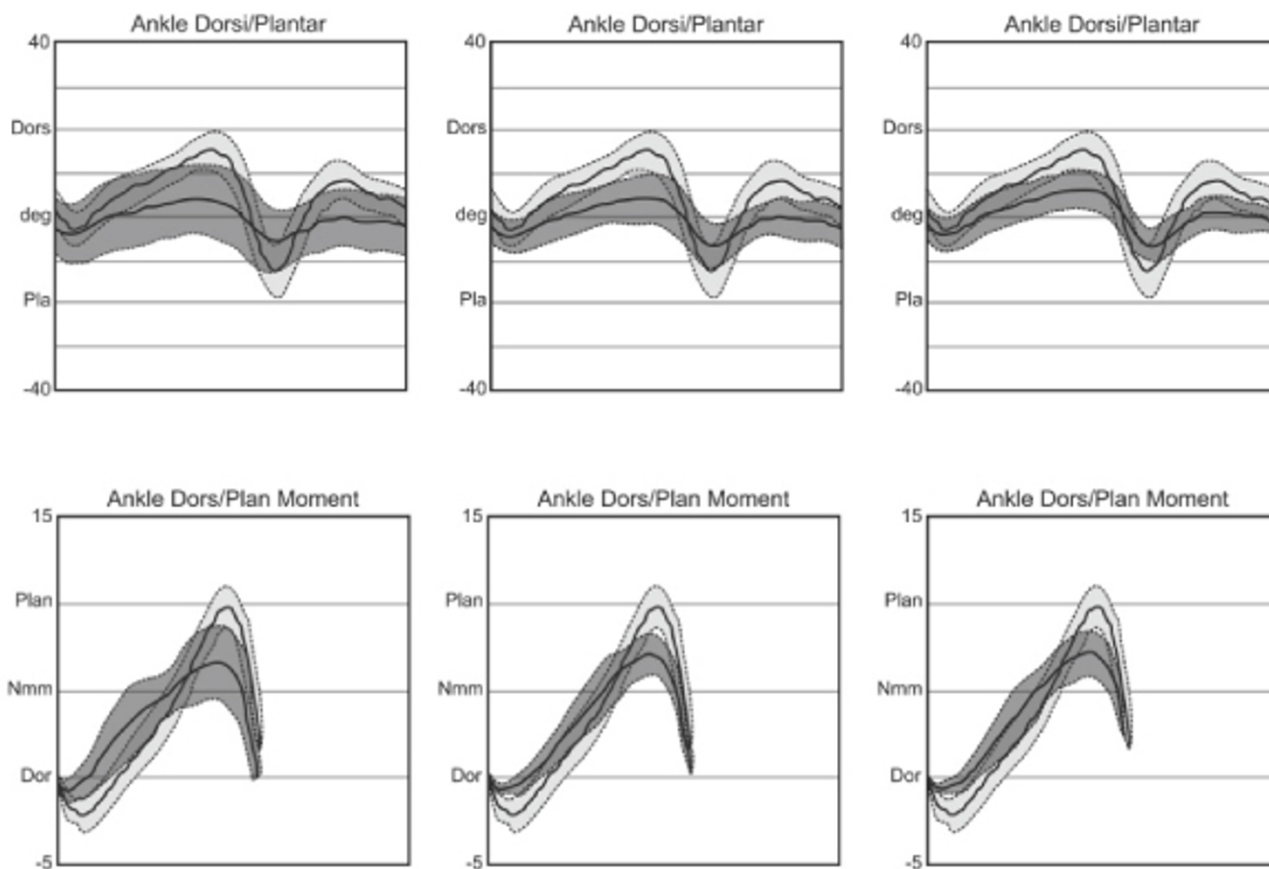 Ankle Dorsi/Plantar
40
Dors
deg
Pla
-40
Ankle Dorsi/Plantar
40
Dors
deg
Pla
-40
Ankle Dorsi/Plantar
40
Dors
deg
Pla
-40
Ankle Dors/Plan Moment
15
Plan
Nmm
Dor
-5
Ankle Dors/Plan Moment
15
Plan
Nmm
Dor
-5
Ankle Dors/Plan Moment
15
Plan
Nmm
Dor
-5